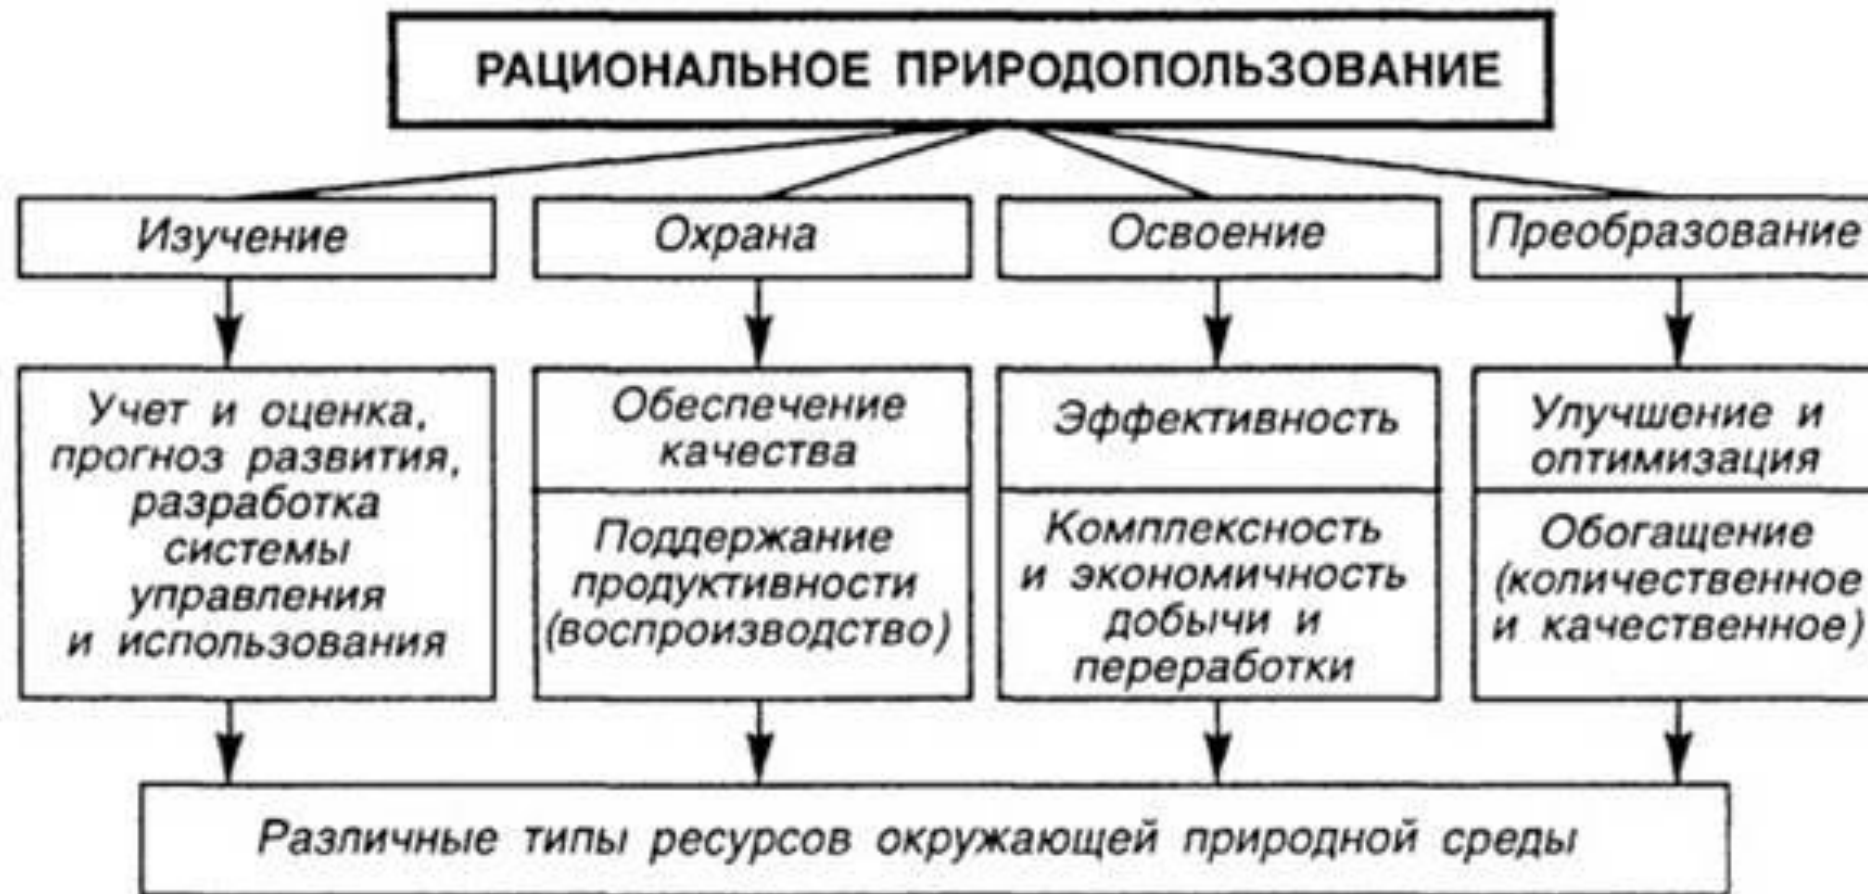 РАЦИОНАЛЬНОЕ ПРИРОДОПОЛЬЗОВАНИЕ
Изучение
Охрана
Освоение
Преобразование
Учет и оценка,
прогноз развития,
разработка
системы
управления
и использования
Обеспечение
качества
Поддержание
продуктивности
(воспроизводство)
Эффективность
Комплексность
и экономичность
добычи и
переработки
Улучшение и
оптимизация
Обогащение
(количественное
и качественное)
Различные типы ресурсов окружающей природной среды